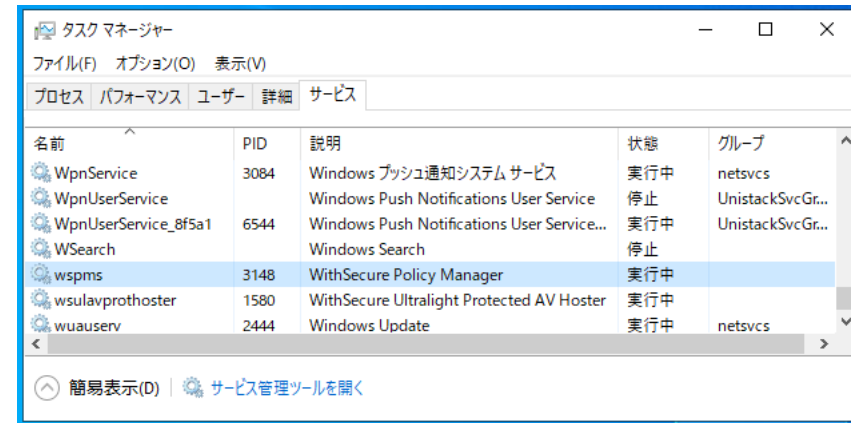 タスク マネージャー
ファイル(F) オプション(O) 表示(V)
プロセス パフォーマンス ユーザー 詳細 サービス
名前 PID 説明 状態 グループ
WpnService 3084 Windows プッシュ通知システム サービス 実行中 netsvcs
WpnUserService Windows Push Notifications User Service 停止 UnistackSvcGr...
WpnUserService_8f5a1 6544 Windows Push Notifications User Service... 実行中 UnistackSvcGr...
WSearch Windows Search 停止
wspms 3148 WithSecure Policy Manager 実行中
wsulavprothoster 1580 WithSecure Ultralight Protected AV Hoster 実行中
wuauserv 2444 Windows Update 実行中 netsvcs
簡易表示(D) サービス管理ツールを開く